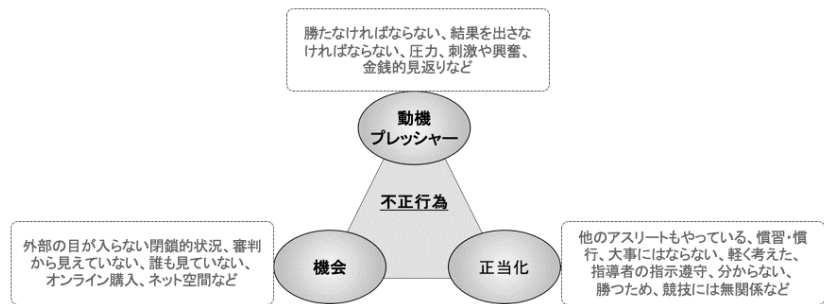 勝たなければならない、結果を出さな
ければならない、圧力、刺激や興奮、
金銭的見返りなど
動機
プレッシャー
不正行為
外部の目が入らない閉鎖的状況、審判
から見えていない、誰も見ていない、
オンライン購入、ネット空間など
機会
正当化
他のアスリートもやっている、慣習・慣
行、大事にはならない、軽く考えた、
指導者の指示遵守、分からない、
勝つため、競技には無関係など